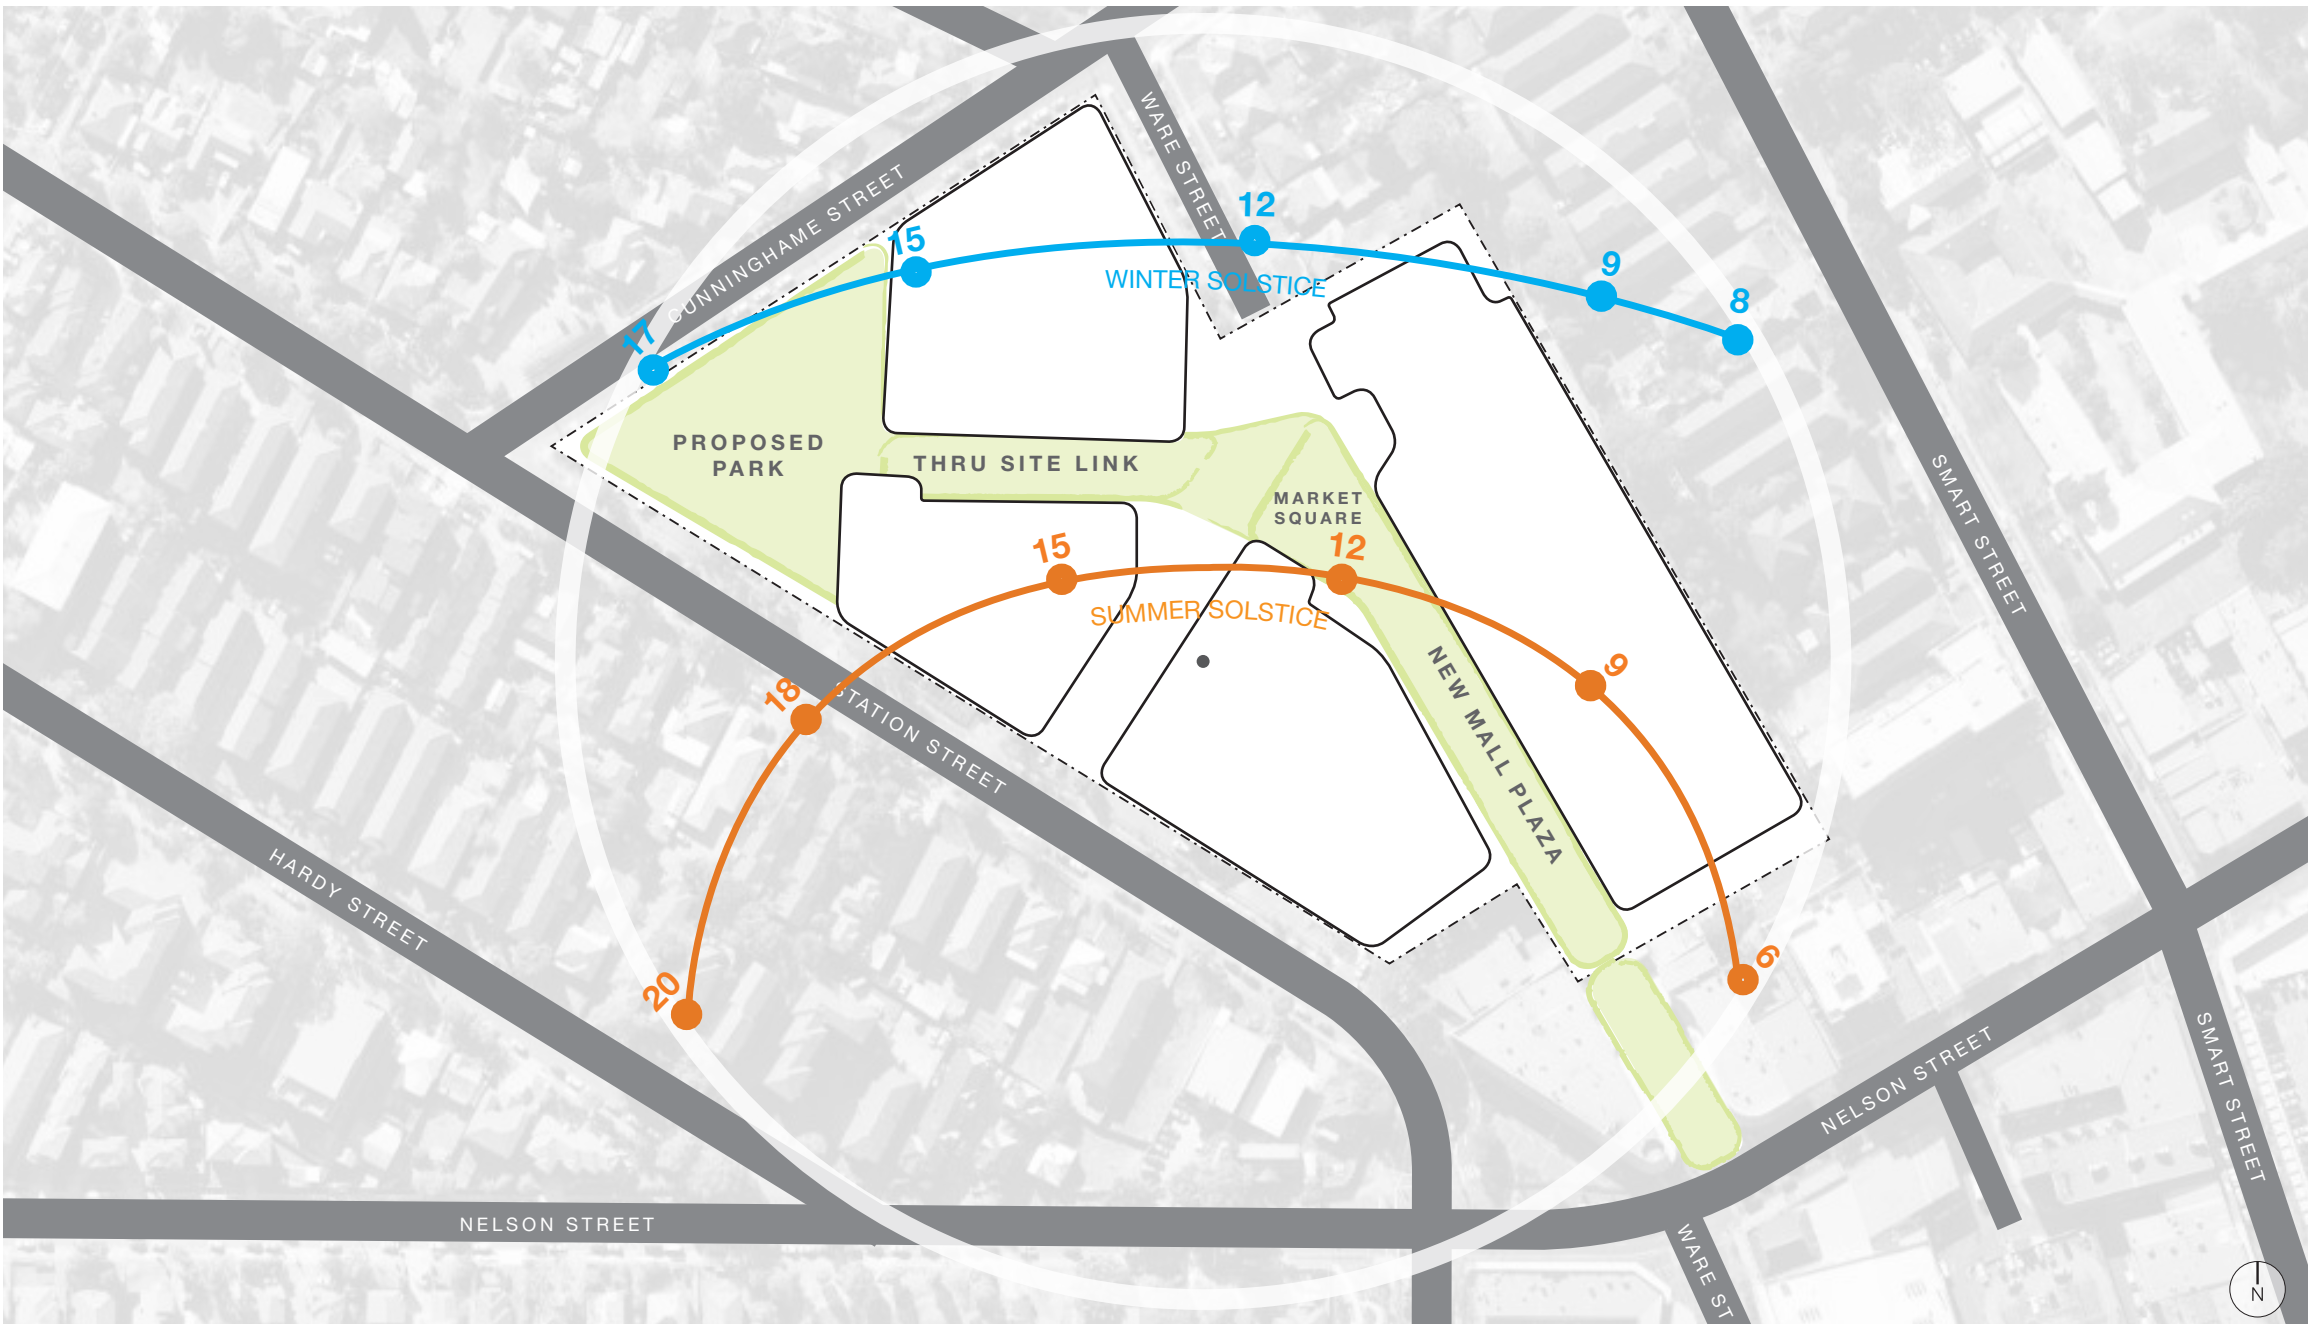 WARE STREET
CUNNINGHAME STREET
12
15
WINTER SOLSTICE
9
8
17
PROPOSED
PARK
THRU SITE LINK
MARKET
SQUARE
SMART STREET
15
12
SUMMER SOLSTICE
9
18
STATION STREET
NEW MALL PLAZA
HARDY STREET
20
6
NELSON STREET
SMART STREET
NELSON STREET
WARE ST
N